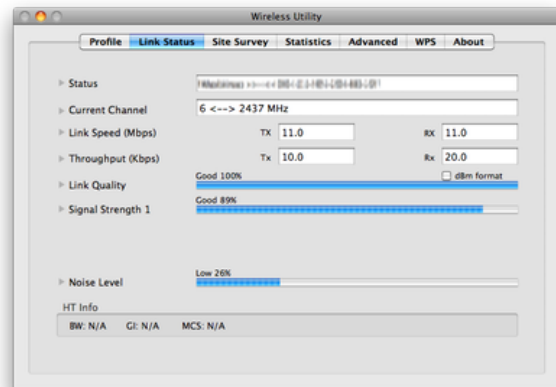 Wireless Utility
Profile Link Status Site Survey Statistics Advanced WPS About
Status
Current Channel 6 <--> 2437 MHz
Link Speed (Mbps) TX 11.0 RX 11.0
Throughput (Kbps) Tx 10.0 Rx 20.0
Good 100% dBm format
Link Quality
Good 89%
Signal Strength 1
Low 26%
Noise Level
HT Info
BW: N/A GI: N/A MCS: N/A